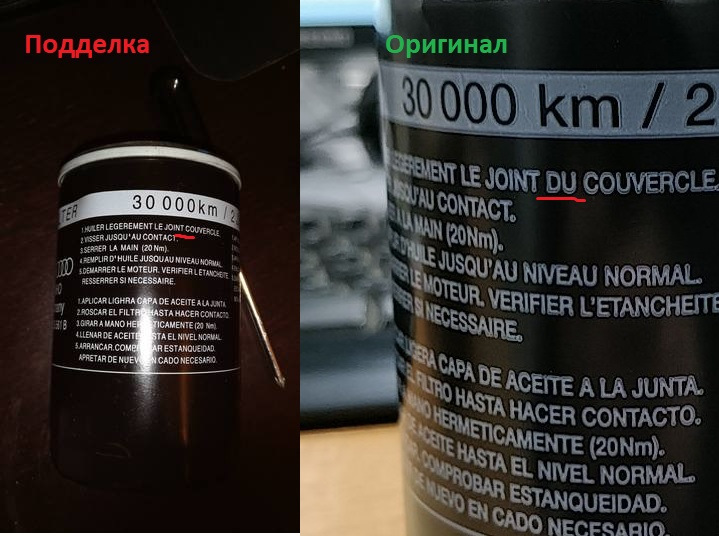 Подделка
TER 30 000km / 2
1.HUILER LEGEREMENT LE JOINT COUVERCLE.
2.VISSER JUSQU'AU CONTACT.
3.SERRER LA MAIN (20Nm).
4.REMPLIR D'HUILE JUSQUAU NIVEAU NORMAL.
5.DEMARRER LE MOTEUR. VERIFIER L'ETANCHEITE
RESSERRER SI NECESSAIRE.
1.APLICAR LIGHRA CAPA DE ACEITE A LA JUNTA.
2.ROSCAR EL FILTRO HASTA HACER CONTACTO.
3.GIRAR A MANO HERMETICAMENTE (20 Nm).
4.LLENAR DE ACEITE HASTA EL NIVEL NORMAL.
5.ARRANCAR.COMPROBAR ESTANQUEIDAD.
APRETAR DE NUEVO EN CADO NECESARIO.
Оригинал
30 000 km / 2
LEGEREMENT LE JOINT DU COUVERCLE.
JUSQU'AU CONTACT.
A LA MAIN (20Nm).
D'HUILE JUSQU'AU NIVEAU NORMAL.
LE MOTEUR. VERIFIER L'ETANCHEITE
SI NECESSAIRE.
LIGERA CAPA DE ACEITE A LA JUNTA.
EL FILTRO HASTA HACER CONTACTO.
MANO HERMETICAMENTE (20Nm).
DE ACEITE HASTA EL NIVEL NORMAL.
COMPROBAR ESTANQUEIDAD.
DE NUEVO EN CADO NECESARIO.